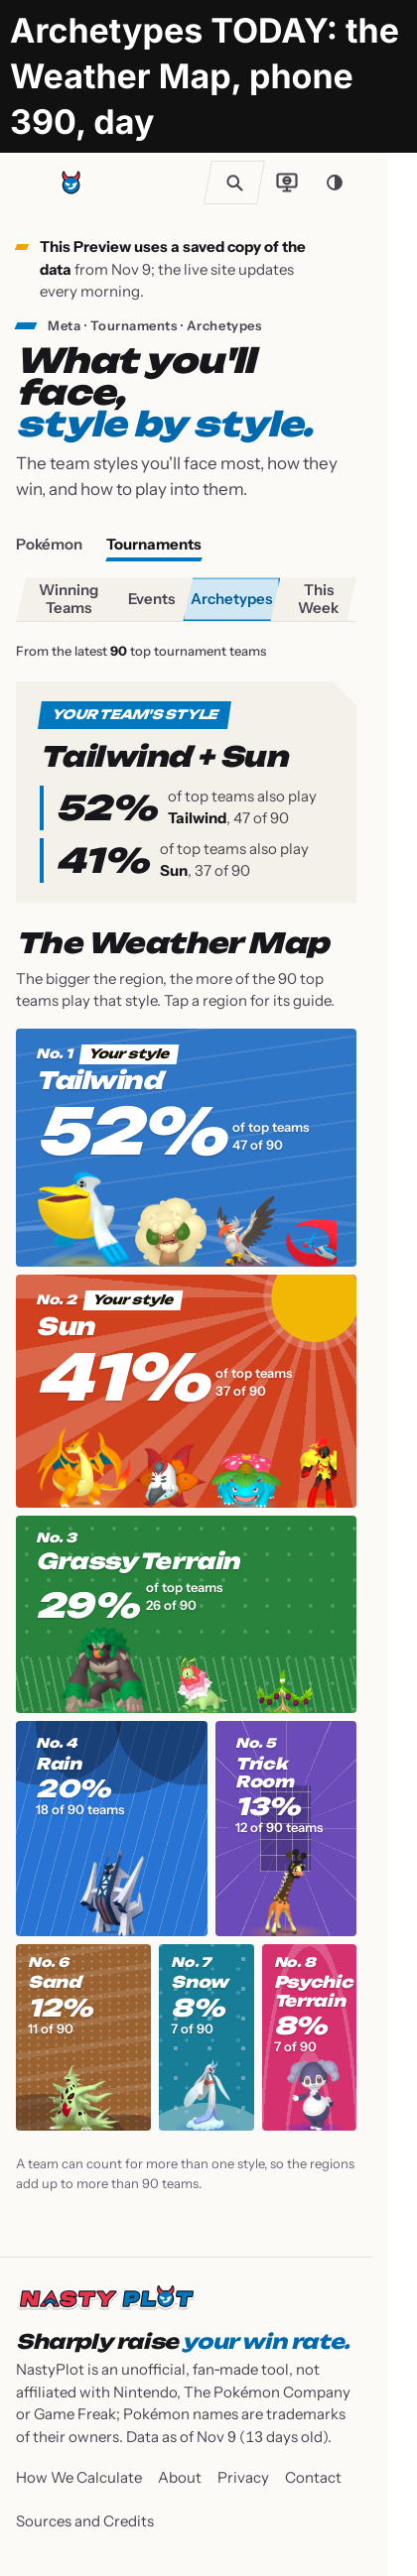 Archetypes TODAY: the
Weather Map, phone
390, day
This Preview uses a saved copy of the
data from Nov 9; the live site updates
every morning.
Meta · Tournaments · Archetypes
What you'll
face,
style by style.
The team styles you'll face most, how they
win, and how to play into them.
Pokémon Tournaments
Winning
Teams
Events
Archetypes
This
Week
From the latest 90 top tournament teams
YOUR TEAM'S STYLE
Tailwind + Sun
52% of teams also play
Tailwind, 47 of 90
41% of teams also play
Sun, 37 of 90
The Weather Map
The bigger the region, the more of the 90 top
teams play that style. Tap a region for its guide.
No. 1 Your style
Tailwind
52% of top teams
47 of 90
No. 2 Your style
Sun
41% of top teams
37 of 90
No. 3
Grassy Terrain
29% of top teams
26 of 90
No. 4
Rain
20%
18 of 90 teams
No. 5
Trick
Room
13%
12 of 90 teams
No. 6
Sand
12%
11 of 90
No. 7
Snow
8%
7 of 90
No. 8
Psychic
Terrain
8%
7 of 90
A team can count for more than one style, so the regions
add up to more than 90 teams.
NASTY PLOT
Sharply raise your win rate.
NastyPlot is an unofficial, fan-made tool, not
affiliated with Nintendo, The Pokémon Company
or Game Freak; Pokémon names are trademarks
of their owners. Data as of Nov 9 (13 days old).
How We Calculate About Privacy Contact
Sources and Credits